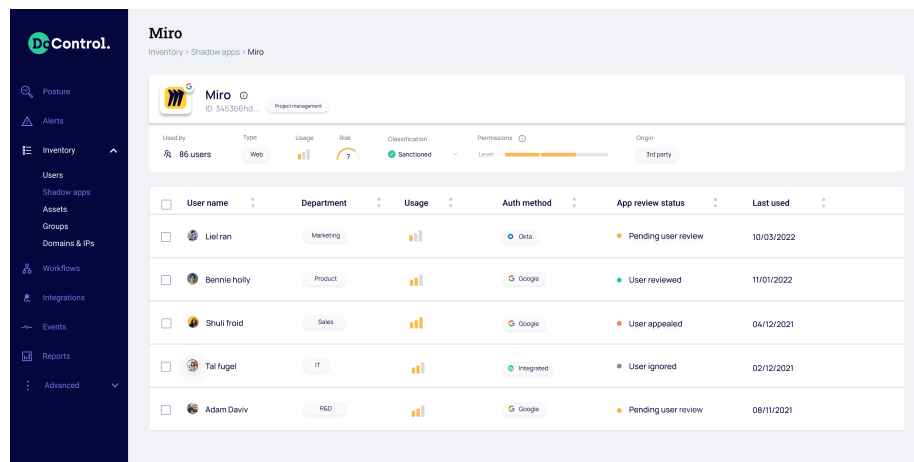 DoControl.
Posture
Alerts
Inventory
Users
Shadow apps
Assets
Groups
Domains & IPs
Workflows
Integrations
Events
Reports
Advanced
Miro
Inventory > Shadow apps > Miro
Miro
ID 345366hd...
Project management
Used by
86 users
Type
Web
Usage
Risk
7
Classification
Sanctioned
Permissions
Level
Origin
3rd party
User name Department Usage Auth method App review status Last used
Liel ran Marketing Okta Pending user review 10/03/2022
Bennie holly Product Google User reviewed 11/01/2022
Shuli froid Sales Google User appealed 04/12/2021
Tal fugel IT Integrated User ignored 02/12/2021
Adam Daviv R&D Google Pending user review 08/11/2021